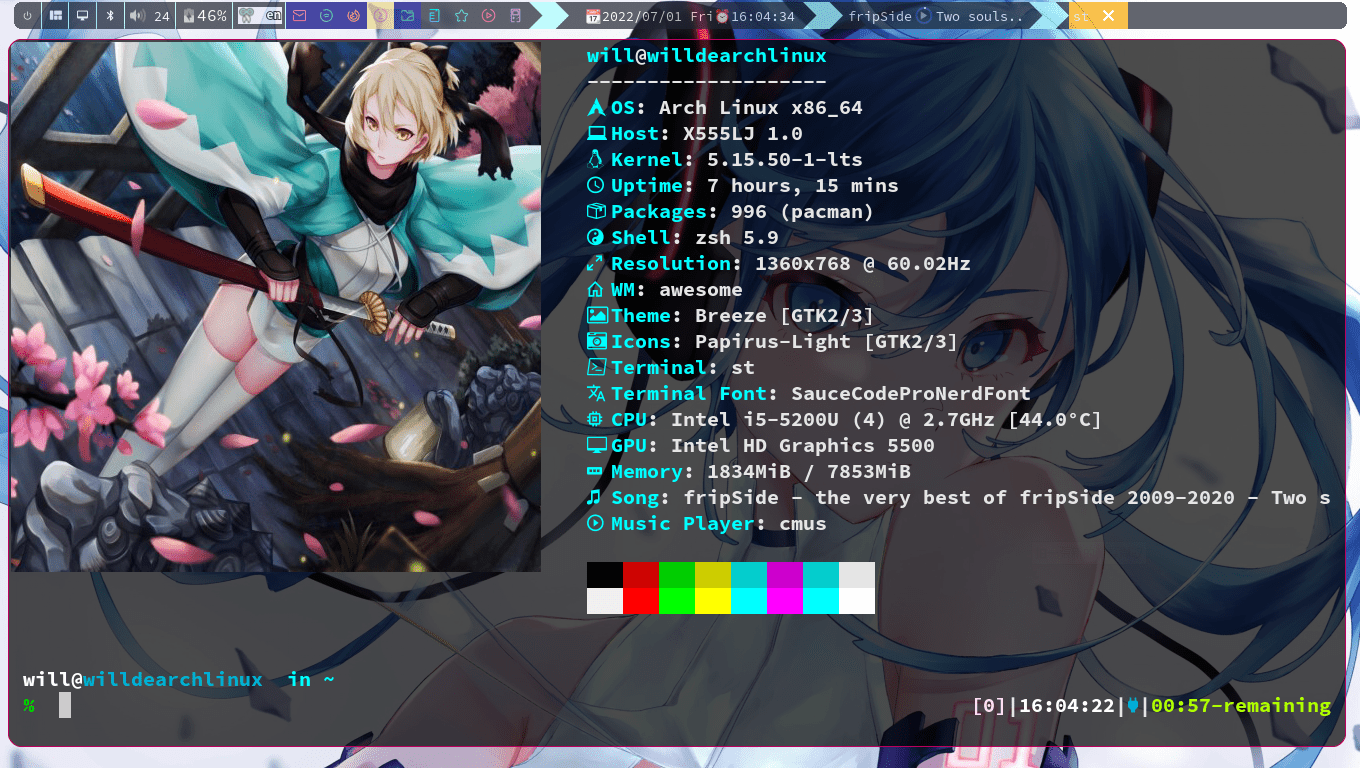 24 46% en 📅2022/07/01 Fri⏰16:04:34 fripSide Two souls.. st
will@willdearchlinux
--------------------
OS: Arch Linux x86_64
Host: X555LJ 1.0
Kernel: 5.15.50-1-lts
Uptime: 7 hours, 15 mins
Packages: 996 (pacman)
Shell: zsh 5.9
Resolution: 1360x768 @ 60.02Hz
WM: awesome
Theme: Breeze [GTK2/3]
Icons: Papirus-Light [GTK2/3]
Terminal: st
Terminal Font: SauceCodeProNerdFont
CPU: Intel i5-5200U (4) @ 2.7GHz [44.0°C]
GPU: Intel HD Graphics 5500
Memory: 1834MiB / 7853MiB
Song: fripSide - the very best of fripSide 2009-2020 - Two s
Music Player: cmus
will@willdearchlinux in ~
% [0]|16:04:22||00:57-remaining
01